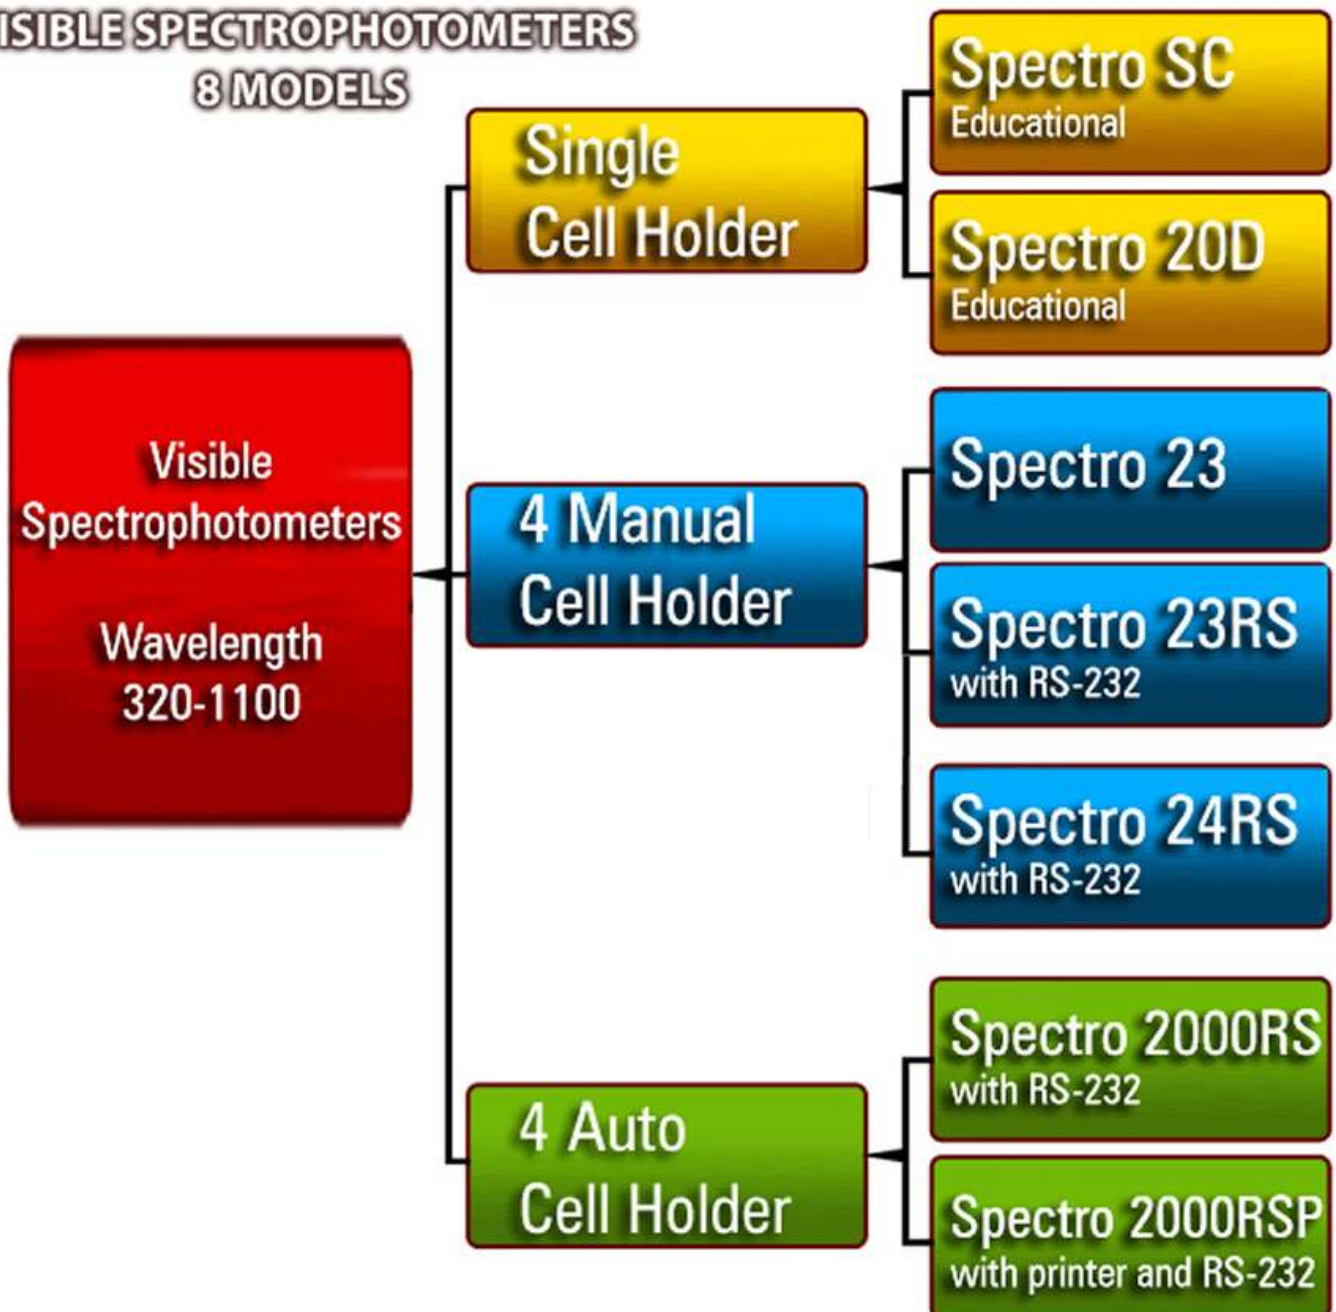 ISIBLE SPECTROPHOTOMETERS
8 MODELS
Visible
Spectrophotometers
Wavelength
320-1100
Single
Cell Holder
Spectro SC
Educational
Spectro 20D
Educational
4 Manual
Cell Holder
Spectro 23
Spectro 23RS
with RS-232
Spectro 24RS
with RS-232
4 Auto
Cell Holder
Spectro 2000RS
with RS-232
Spectro 2000RSP
with printer and RS-232